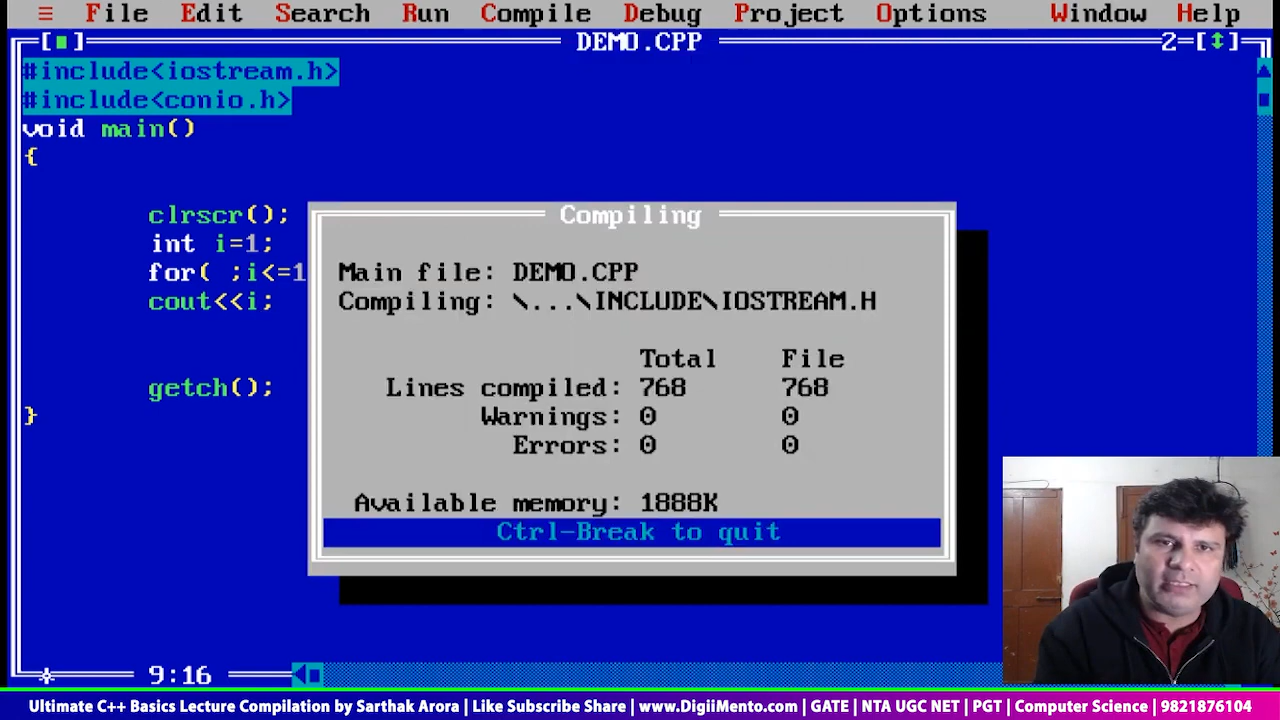 ≡ File Edit Search Run Compile Debug Project Options Window Help
[■] DEMO.CPP 2=[↕]
#include<iostream.h>
#include<conio.h>
void main()
{
clrscr();
int i=1;
for( ;i<=1
cout<<i;
getch();
}
Compiling
Main file: DEMO.CPP
Compiling: \...\INCLUDE\IOSTREAM.H
Total File
Lines compiled: 768 768
Warnings: 0 0
Errors: 0 0
Available memory: 1888K
Ctrl-Break to quit
9:16
Ultimate C++ Basics Lecture Compilation by Sarthak Arora | Like Subscribe Share | www.DigiiMento.com | GATE | NTA UGC NET | PGT | Computer Science | 9821876104